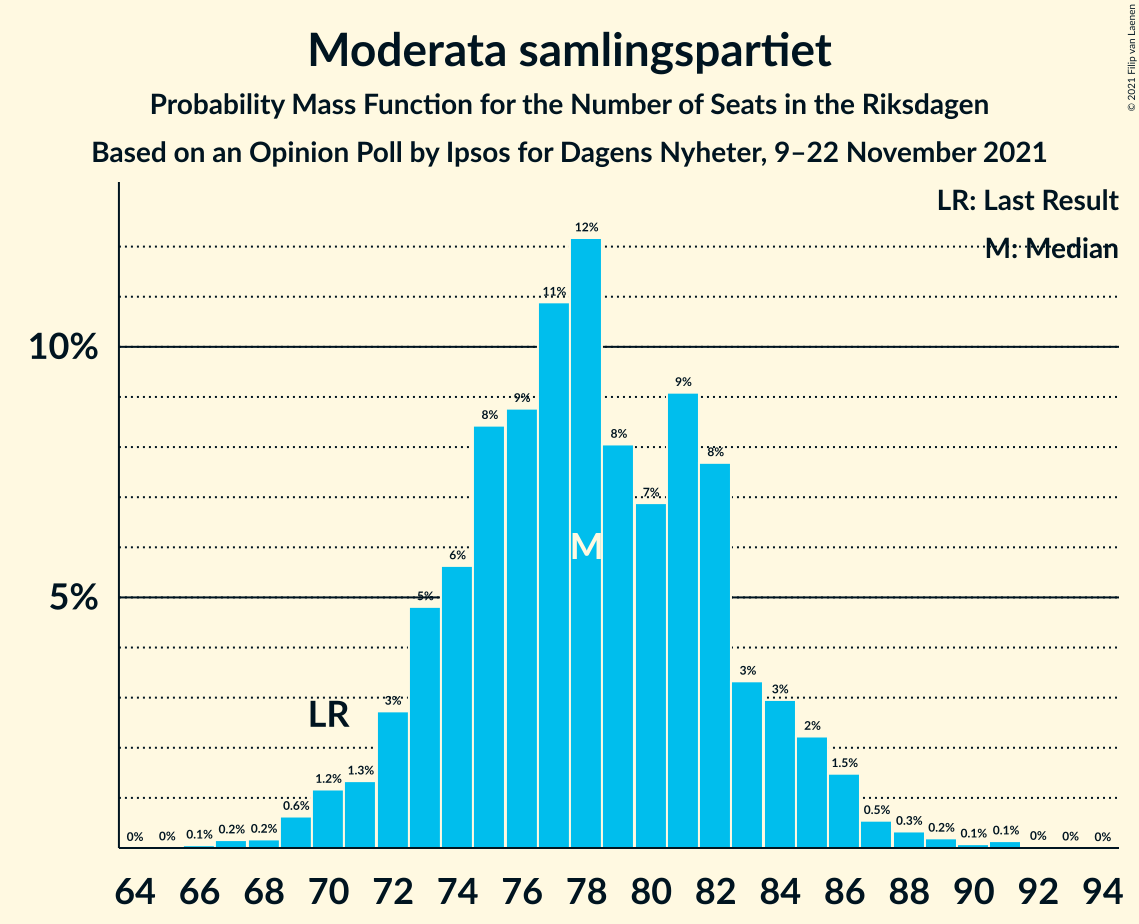 © 2021 Filip van Laenen
Moderata samlingspartiet
Probability Mass Function for the Number of Seats in the Riksdagen
Based on an Opinion Poll by Ipsos for Dagens Nyheter, 9–22 November 2021
LR: Last Result
M: Median
10%
5%
0% 0% 0.1% 0.2% 0.2% 0.6% 1.2% 1.3% 3% 5% 6% 8% 9% 11% 12% 8% 7% 9% 8% 3% 3% 2% 1.5% 0.5% 0.3% 0.2% 0.1% 0.1% 0% 0% 0%
LR
M
64 66 68 70 72 74 76 78 80 82 84 86 88 90 92 94